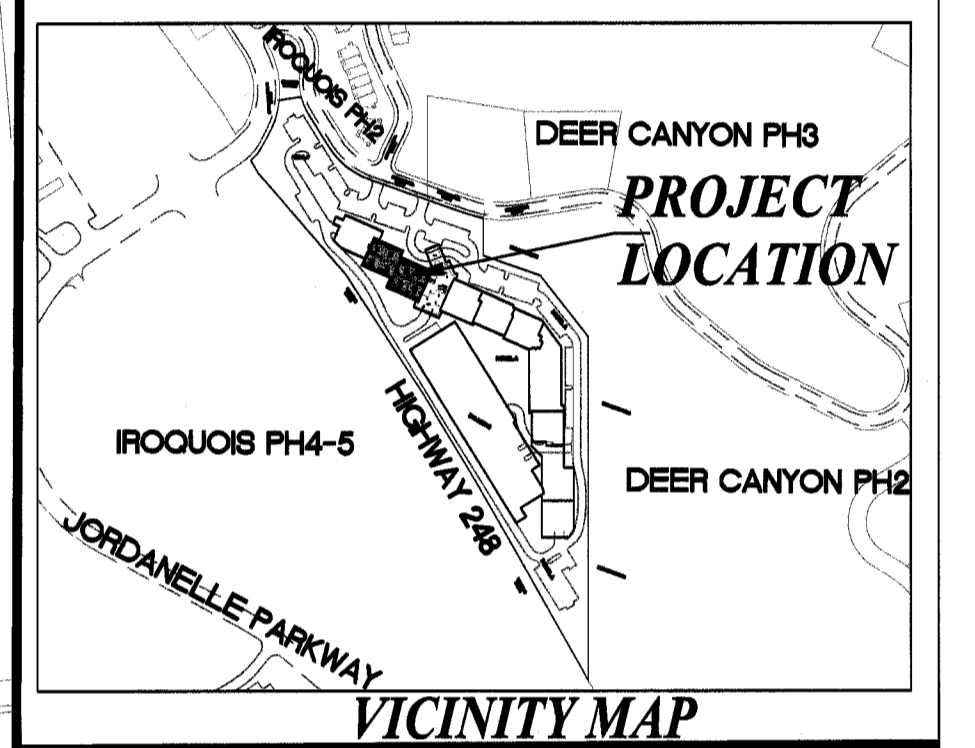 IROQUOIS PH2
DEER CANYON PH3
PROJECT
LOCATION
HIGHWAY 248
IROQUOIS PH4-5
DEER CANYON PH2
JORDANELLE PARKWAY
VICINITY MAP